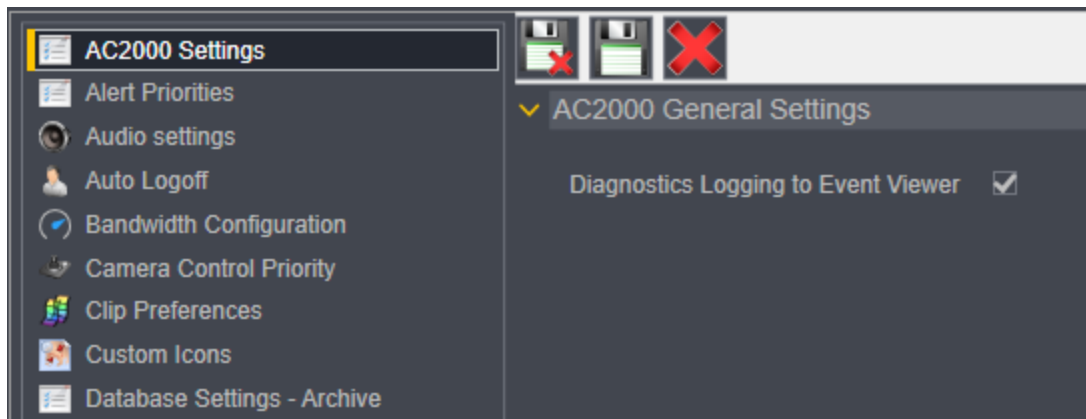 AC2000 Settings
Alert Priorities
Audio settings
Auto Logoff
Bandwidth Configuration
Camera Control Priority
Clip Preferences
Custom Icons
Database Settings - Archive
AC2000 General Settings
Diagnostics Logging to Event Viewer